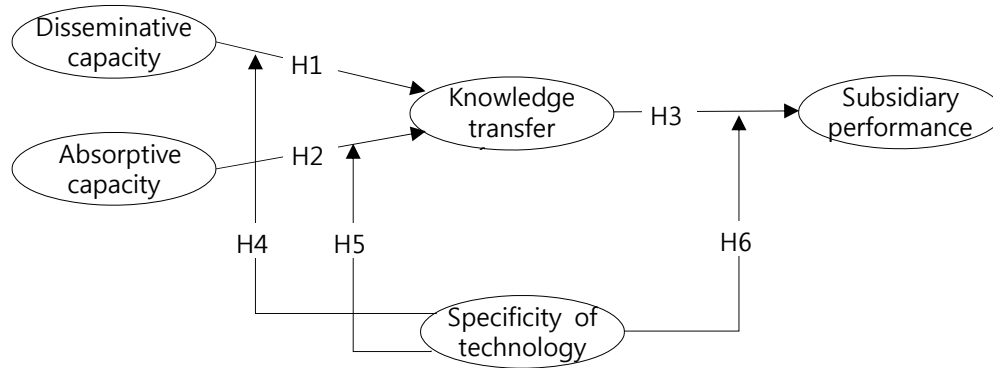 Disseminative
capacity
H1
Knowledge
transfer
H3
Subsidiary
performance
Absorptive
capacity
H2
H4
H5
H6
Specificity of
technology